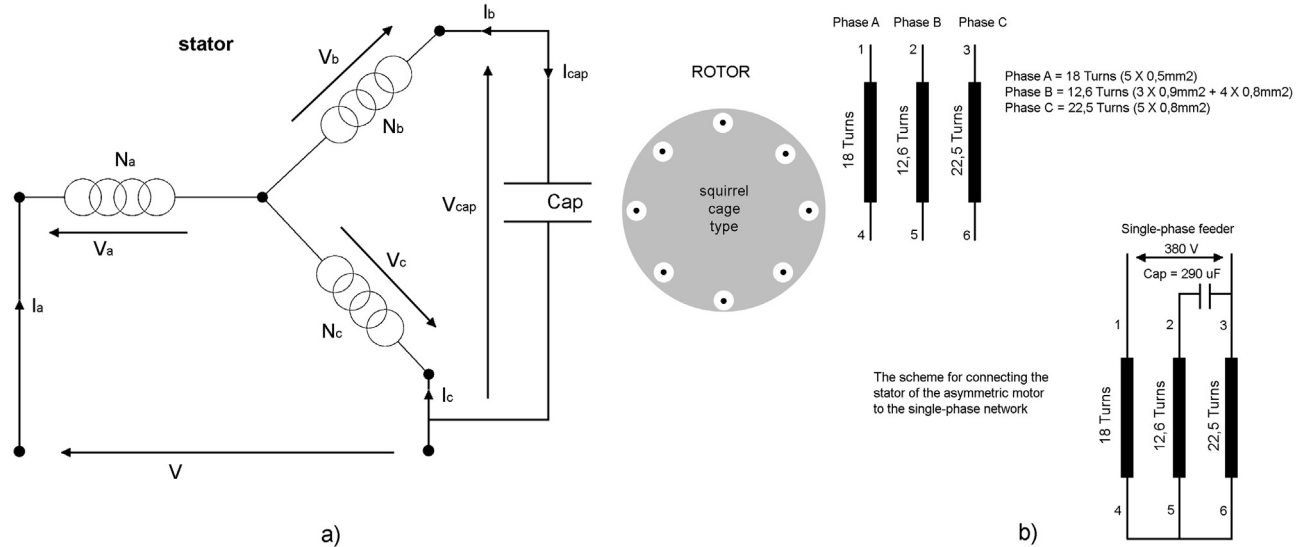 stator
Ib
Vb
Icap
Nb
Na
Va
Vcap
Cap
Vc
Nc
Ia
Ic
V
a)
ROTOR
squirrel
cage
type
Phase A Phase B Phase C
1 2 3
18 Turns
12,6 Turns
22,5 Turns
4 5 6
Phase A = 18 Turns (5 X 0,5mm2)
Phase B = 12,6 Turns (3 X 0,9mm2 + 4 X 0,8mm2)
Phase C = 22,5 Turns (5 X 0,8mm2)
Single-phase feeder
380 V
Cap = 290 uF
1 2 3
18 Turns
12,6 Turns
22,5 Turns
4 5 6
The scheme for connecting the
stator of the asymmetric motor
to the single-phase network
b)